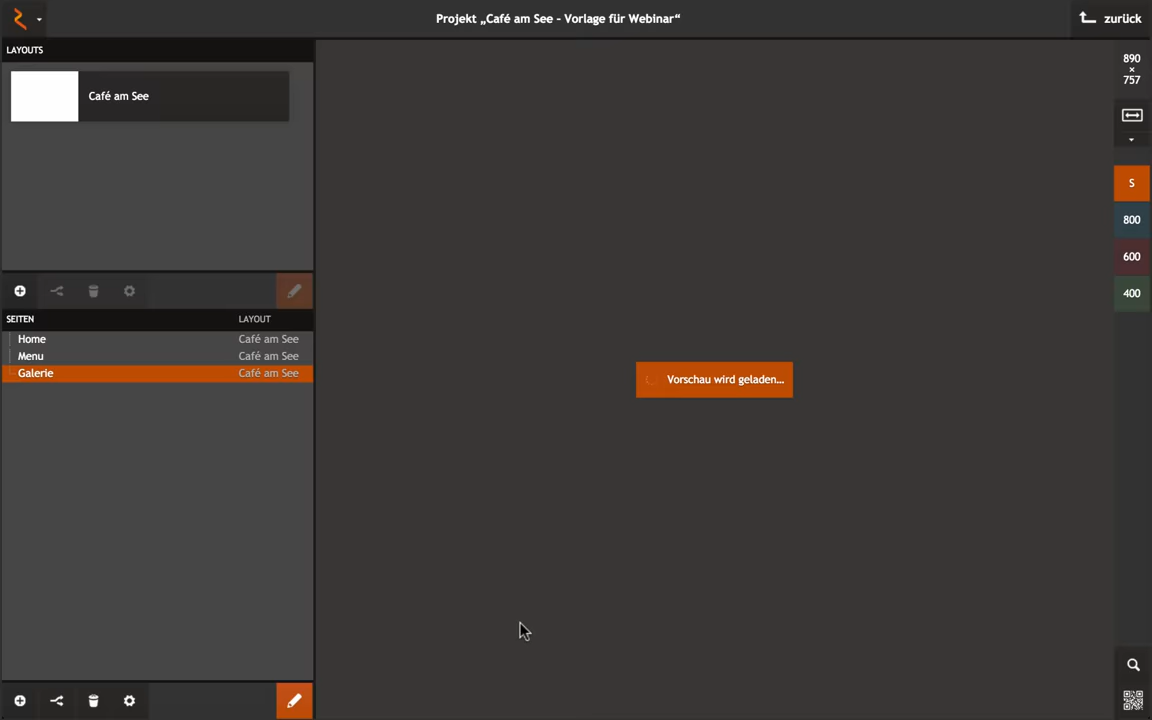 Projekt „Café am See - Vorlage für Webinar“
zurück
LAYOUTS
Café am See
890
×
757
S
800
600
400
SEITEN LAYOUT
Home Café am See
Menu Café am See
Galerie Café am See
Vorschau wird geladen...